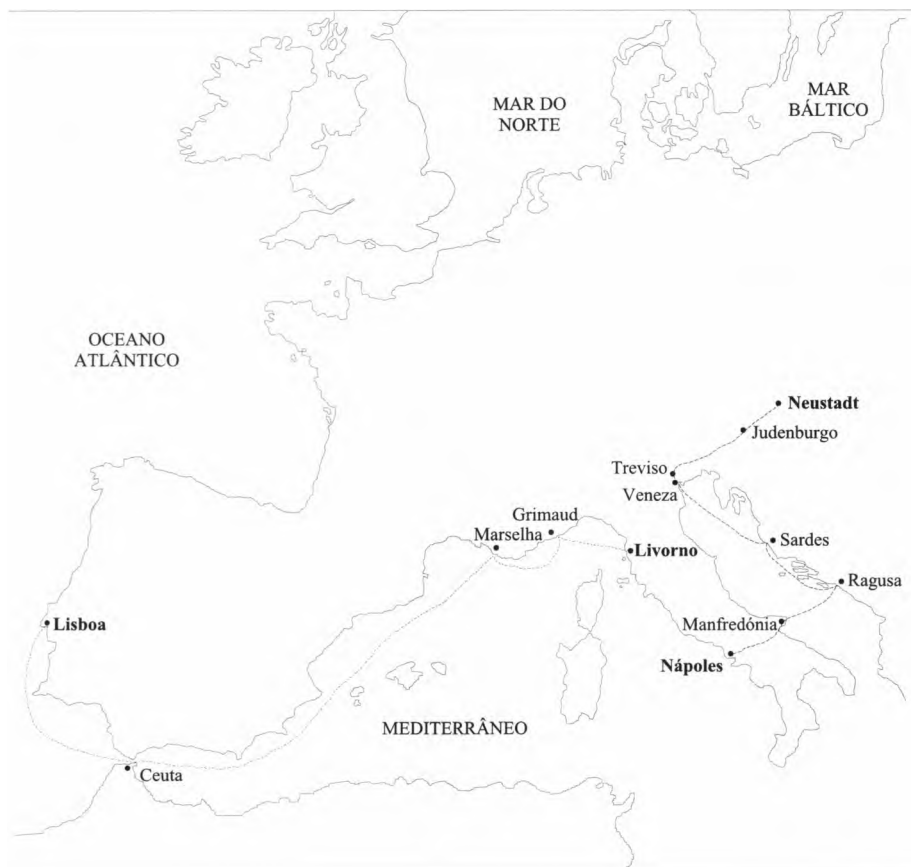 MAR DO
NORTE
MAR
BÁLTICO
OCEANO
ATLÂNTICO
Neustadt
Judenburgo
Treviso
Veneza
Grimaud
Marselha
Livorno
Sardes
Ragusa
Lisboa
Manfredónia
Nápoles
MEDITERRÂNEO
Ceuta